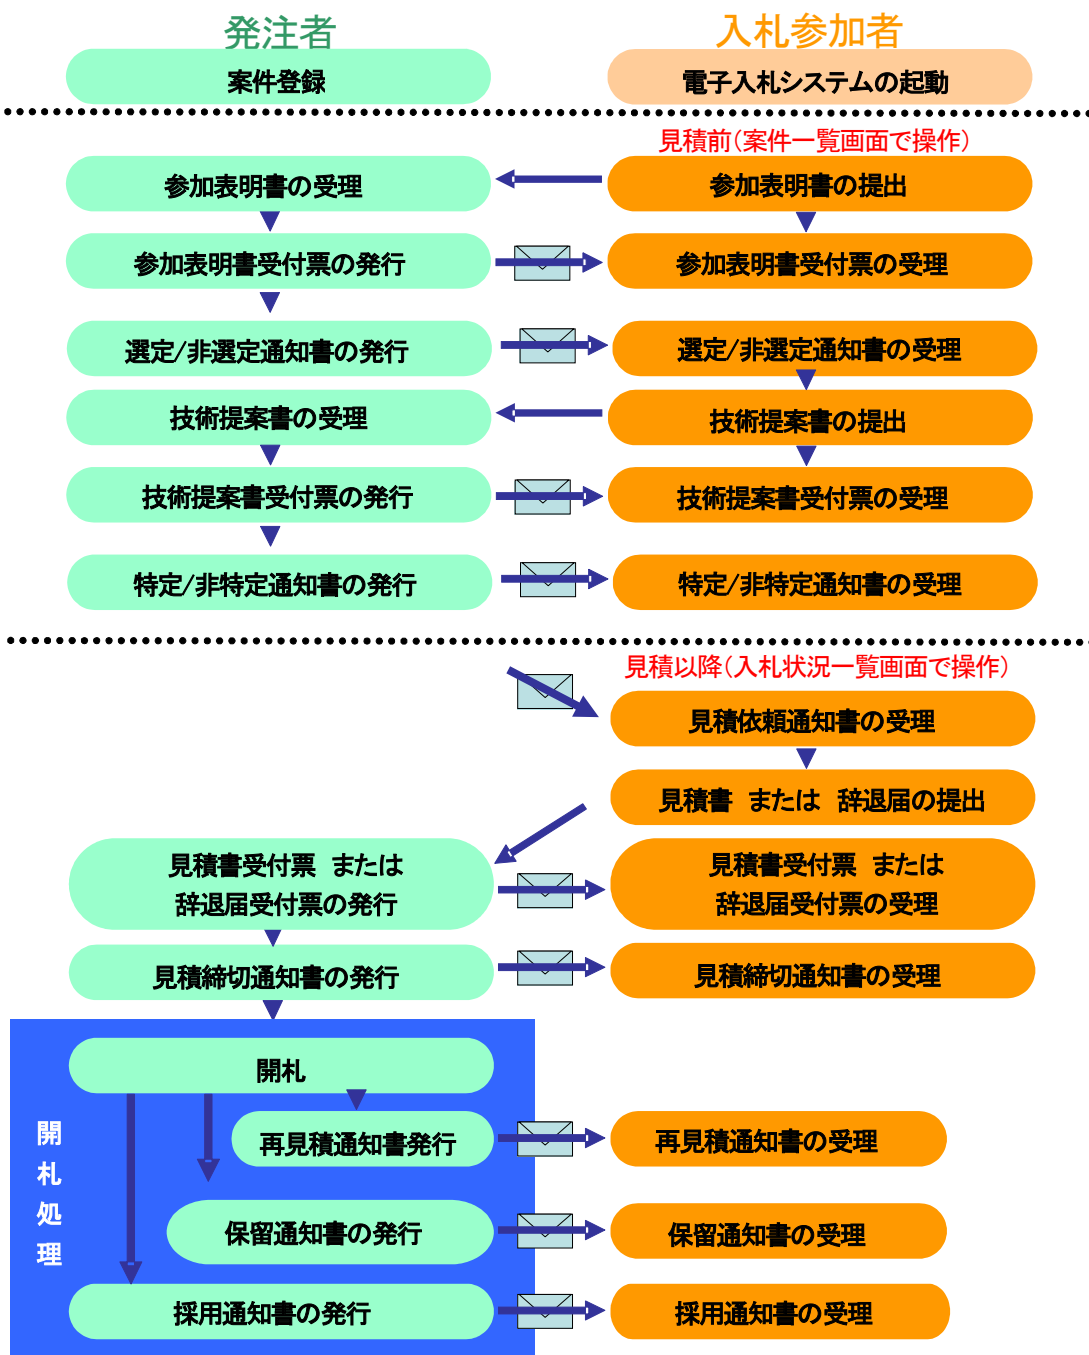 発注者
入札参加者
案件登録
電子入札システムの起動
見積前(案件一覧画面で操作)
参加表明書の受理
参加表明書の提出
参加表明書受付票の発行
参加表明書受付票の受理
選定/非選定通知書の発行
選定/非選定通知書の受理
技術提案書の受理
技術提案書の提出
技術提案書受付票の発行
技術提案書受付票の受理
特定/非特定通知書の発行
特定/非特定通知書の受理
見積以降(入札状況一覧画面で操作)
見積依頼通知書の受理
見積書 または 辞退届の提出
見積書受付票 または
辞退届受付票の発行
見積書受付票 または
辞退届受付票の受理
見積締切通知書の発行
見積締切通知書の受理
開札処理
開札
再見積通知書発行
再見積通知書の受理
保留通知書の発行
保留通知書の受理
採用通知書の発行
採用通知書の受理